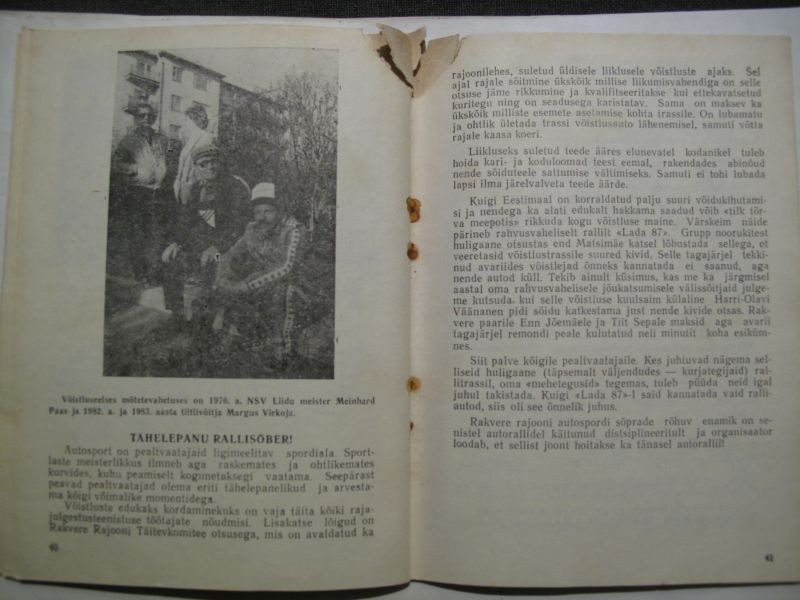 Võistluseelses mõtetevahetuses on 1976. a. NSV Liidu meister Meinhard
Paas ja 1982. a. ja 1983. aasta tiitlivõitja Margus Virkoja.
TÄHELEPANU RALLISÕBER!
Autosport on pealtvaatajaid ligimeelitav spordiala. Sport-
laste meisterlikkus ilmneb aga raskemates ja ohtlikemates
kurvides, kuhu peamiselt kogunetaksegi vaatama. Seepärast
peavad pealtvaatajad olema eriti tähelepanelikud ja arvesta-
ma kõigi võimalike momentidega.
Võistluste edukaks kordaminekuks on vaja täita kõiki raja-
julgestusteenistuse töötajate nõudmisi. Lisakatse lõigud on
Rakvere Rajooni Täitevkomitee otsusega, mis on avaldatud ka
40
rajoonilehes, suletud üldisele liiklusele võistluste ajaks. Sel
ajal rajale sõitmine ükskõik millise liikumisvahendiga on selle
otsuse jäme rikkumine ja kvalifitseeritakse kui ettekavatsetud
kuritegu ning on seadusega karistatav. Sama on maksev ka
ükskõik milliste esemete asetamise kohta trassile. On lubamatu
ja ohtlik ületada trassi võistlusauto lähenemisel, samuti võtta
rajale kaasa koeri.
Liikluseks suletud teede ääres elunevatel kodanikel tuleb
hoida kari- ja koduloomad teest eemal, rakendades abinõud
nende sõiduteele sattumise vältimiseks. Samuti ei tohi lubada
lapsi ilma järelvalveta teede äärde.
Kuigi Eestimaal on korraldatud palju suuri võidukihutami-
si ja nendega ka alati edukalt hakkama saadud võib «tilk tõr-
va meepotis» rikkuda kogu võistluse maine. Värskeim näide
pärineb rahvusvaheliselt rallilt «Lada 87». Grupp noorukitest
huligaane otsustas end Matsimäe katsel lõbustada sellega, et
veeretasid võistlustrassile suured kivid. Selle tagajärjel tekki-
nud avariides võistlejad õnneks kannatada ei saanud, aga
nende autod küll. Tekib ainult küsimus, kas me ka järgmisel
aastal oma rahvusvahelisele jõukatsumisele välissõitjaid julge-
me kutsuda, kui selle võistluse kuulsaim külaline Harri-Olavi
Väänanen pidi sõidu katkestama just nende kivide otsas. Rak-
vere paarile Enn Jõemäele ja Tiit Sepale maksid aga avarii
tagajärjel remondi peale kulutatud neli minutit koha esiküm-
nes.
Siit palve kõigile pealtvataajaile. Kes juhtuvad nägema sel-
liseid huligaane (täpsemalt väljendudes — kurjategijaid) ral-
litrassil, oma «mehetegusid» tegemas, tuleb püüda neid igal
juhul takistada. Kuigi «Lada 87»-l said kannatada vaid ralli-
autod, siis oli see õnnelik juhus.
Rakvere rajooni autospordi sõprade rõhuv enamik on se-
nistel autorallidel käitunud distsiplineeritult ja organisaator
loodab, et sellist joont hoitakse ka tänasel autorallil!
41